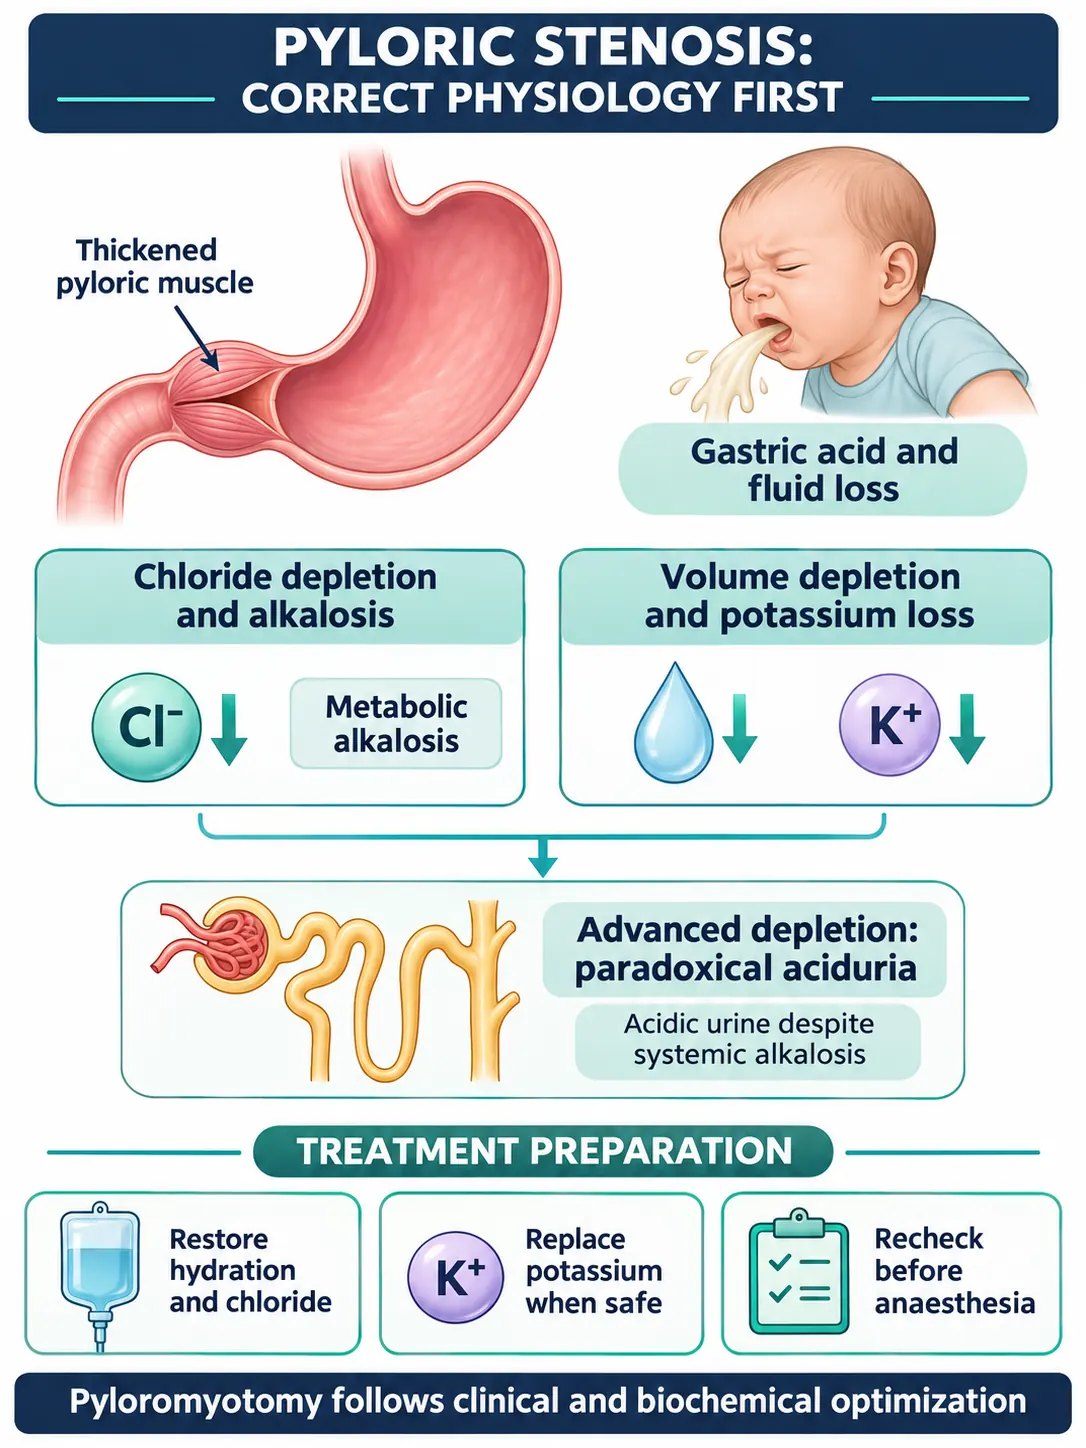 PYLORIC STENOSIS:
CORRECT PHYSIOLOGY FIRST
Thickened
pyloric muscle
Gastric acid and
fluid loss
Chloride depletion
and alkalosis
Cl⁻
Metabolic
alkalosis
Volume depletion
and potassium loss
K⁺
Advanced depletion:
paradoxical aciduria
Acidic urine despite
systemic alkalosis
TREATMENT PREPARATION
Restore
hydration
and chloride
K⁺
Replace
potassium
when safe
Recheck
before
anaesthesia
Pyloromyotomy follows clinical and biochemical optimization